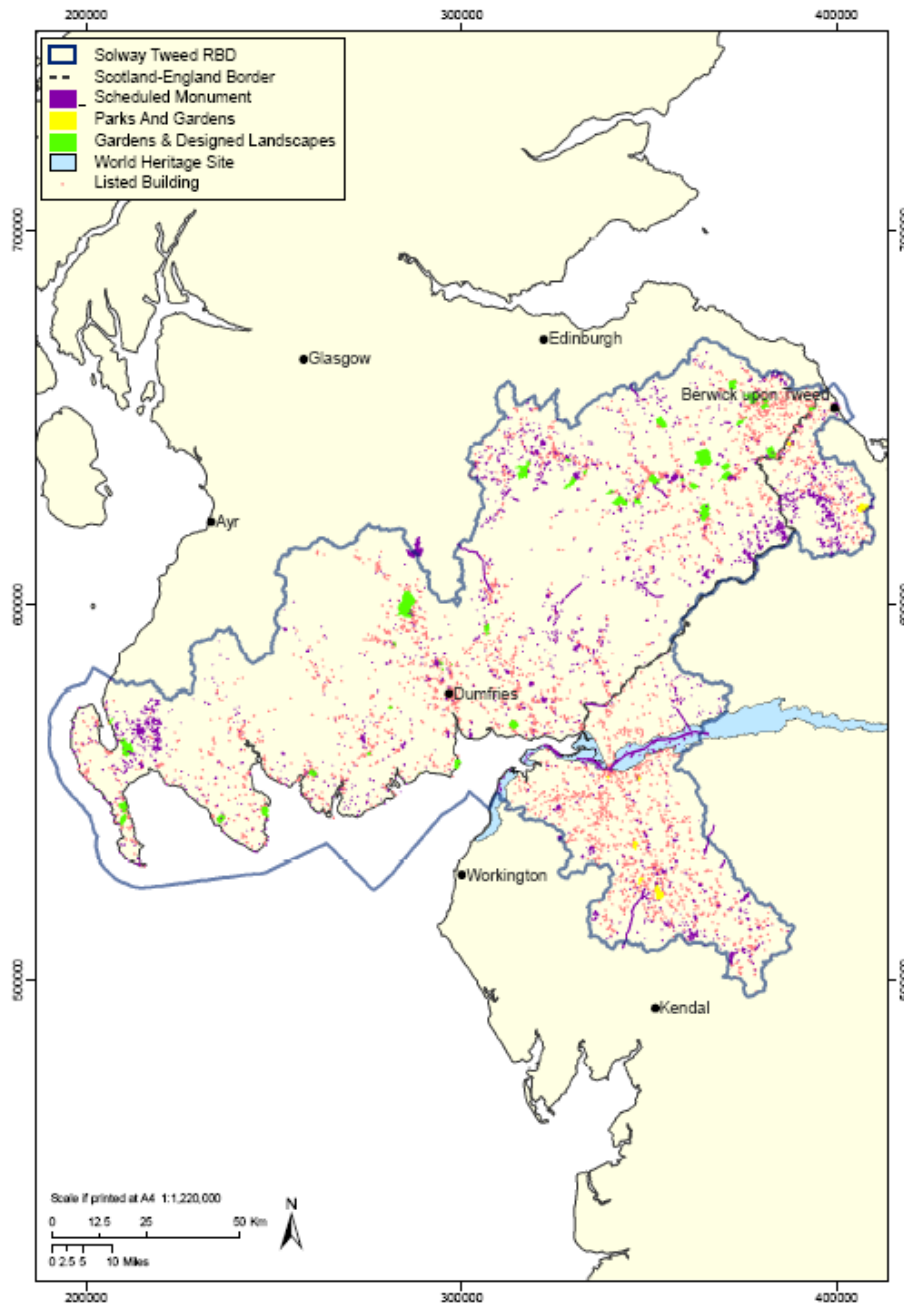 200000 300000 400000
Solway Tweed RBD
Scotland-England Border
Scheduled Monument
Parks And Gardens
Gardens & Designed Landscapes
World Heritage Site
Listed Building
700000 700000
Edinburgh
Glasgow
Berwick upon Tweed
Ayr
600000 600000
Dumfries
Workington
500000 500000
Kendal
Scale if printed at A4 1:1,220,000
N
0 12.5 25 50 Km
0 2.5 5 10 Miles
200000 300000 400000